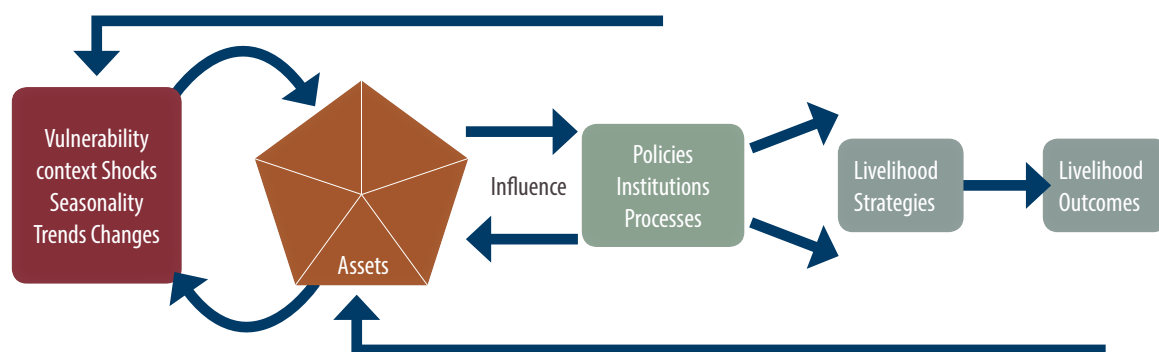 Vulnerability
context Shocks
Seasonality
Trends Changes
Assets
Influence
Policies
Institutions
Processes
Livelihood
Strategies
Livelihood
Outcomes